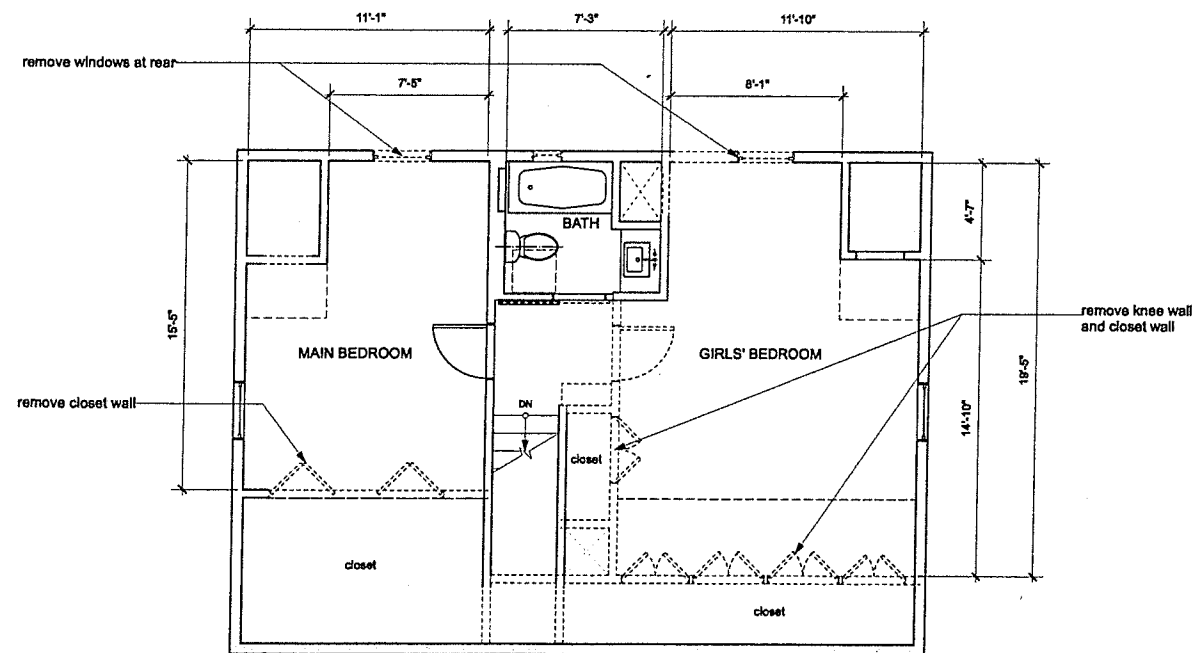 11'-1"
7'-3"
11'-10"
remove windows at rear
7'-5"
8'-1"
BATH
4'-7"
15'-5"
MAIN BEDROOM
GIRLS' BEDROOM
remove knee wall
and closet wall
19'-5"
14'-10"
remove closet wall
DN
closet
closet
closet